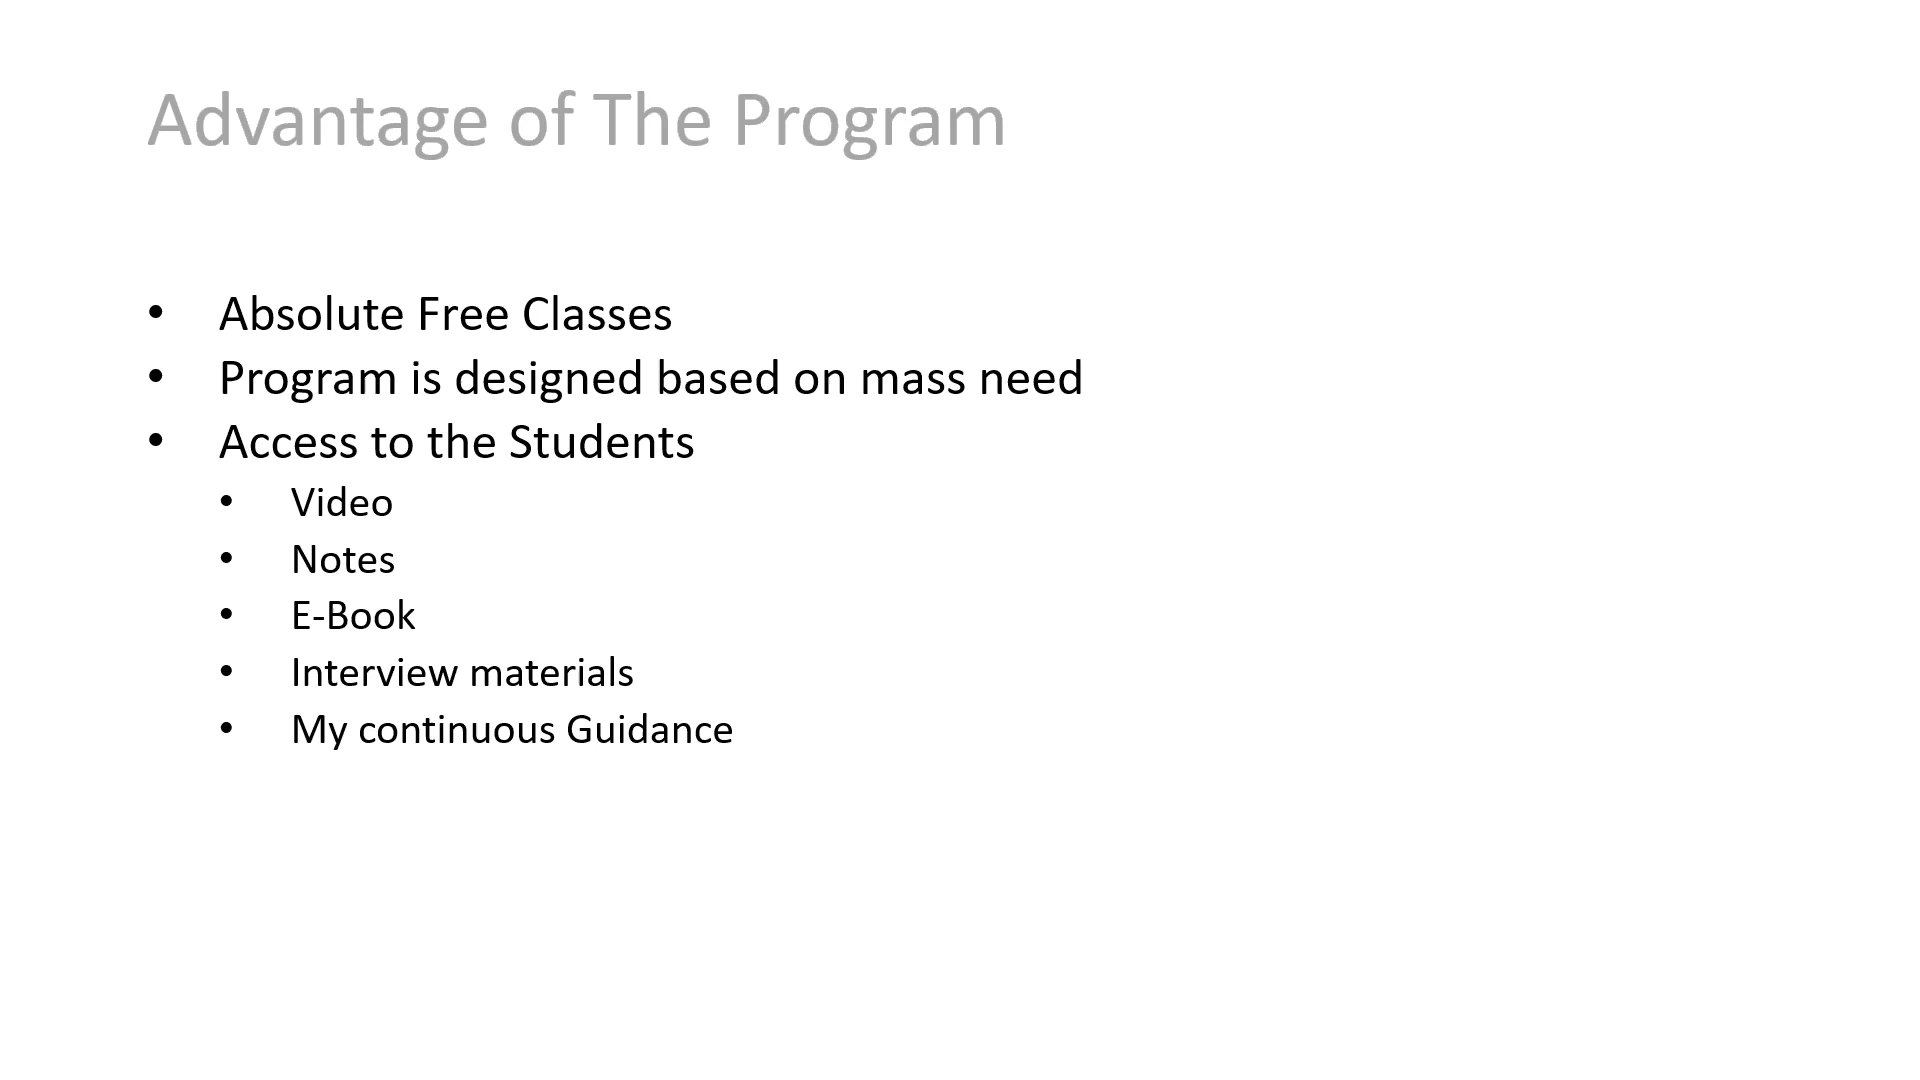 Advantage of The Program
• Absolute Free Classes
• Program is designed based on mass need
• Access to the Students
• Video
• Notes
• E-Book
• Interview materials
• My continuous Guidance